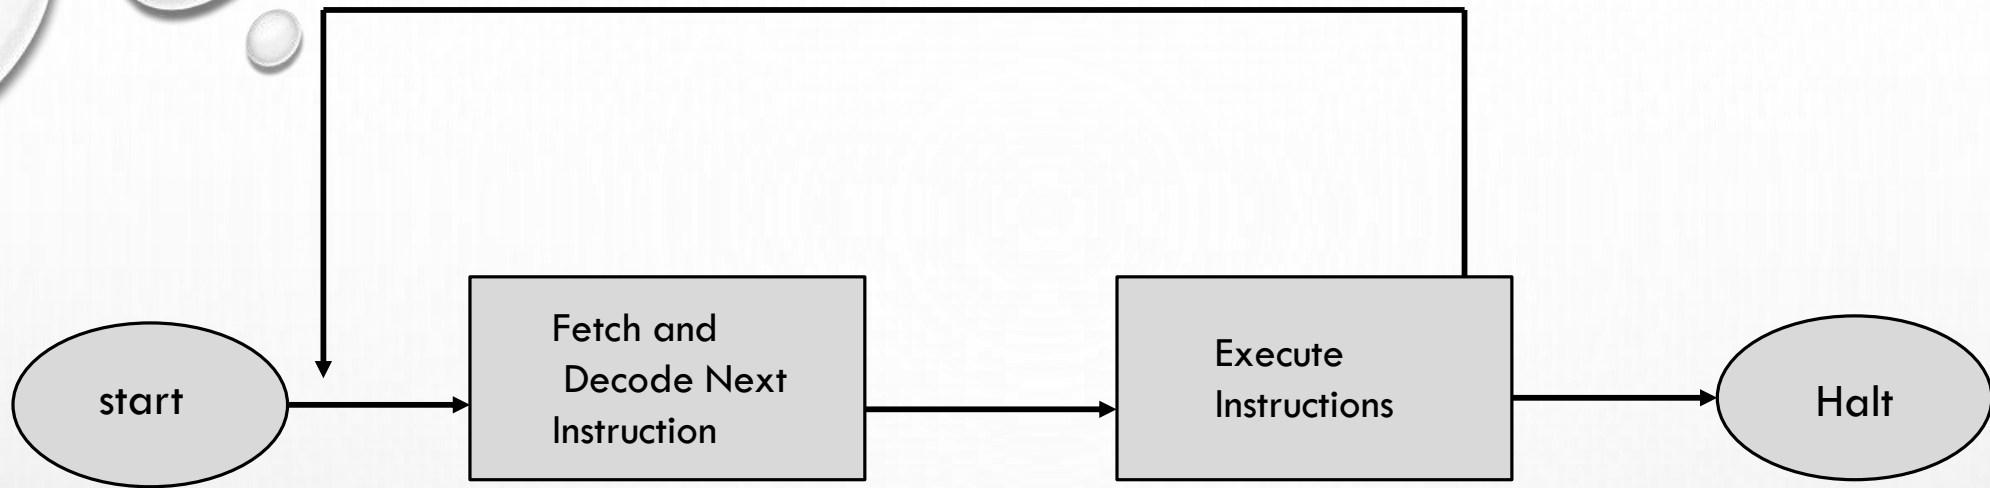 start
Fetch and
Decode Next
Instruction
Execute
Instructions
Halt